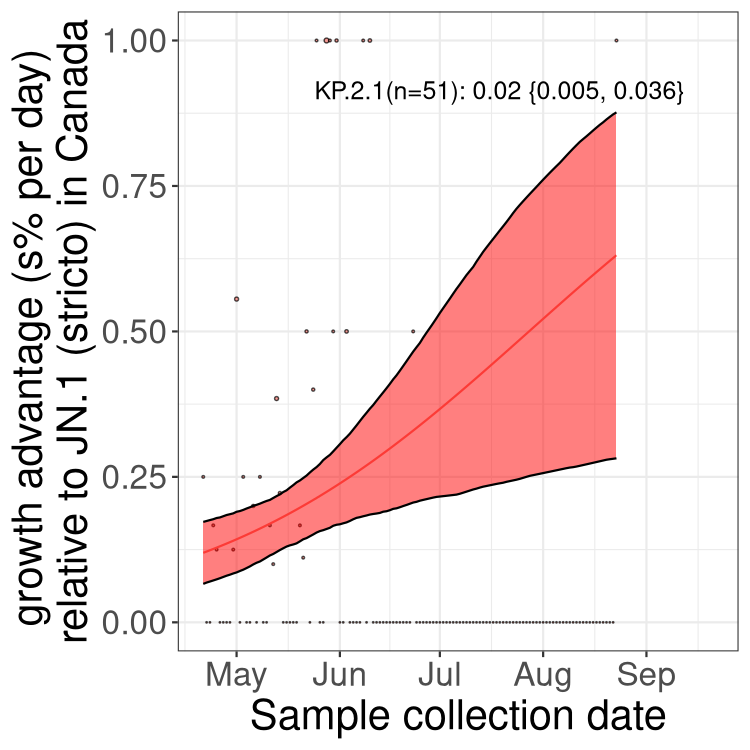 growth advantage (s% per day)
relative to JN.1 (stricto) in Canada
1.00
KP.2.1(n=51): 0.02 {0.005, 0.036}
0.75
0.50
0.25
0.00
May Jun Jul Aug Sep
Sample collection date